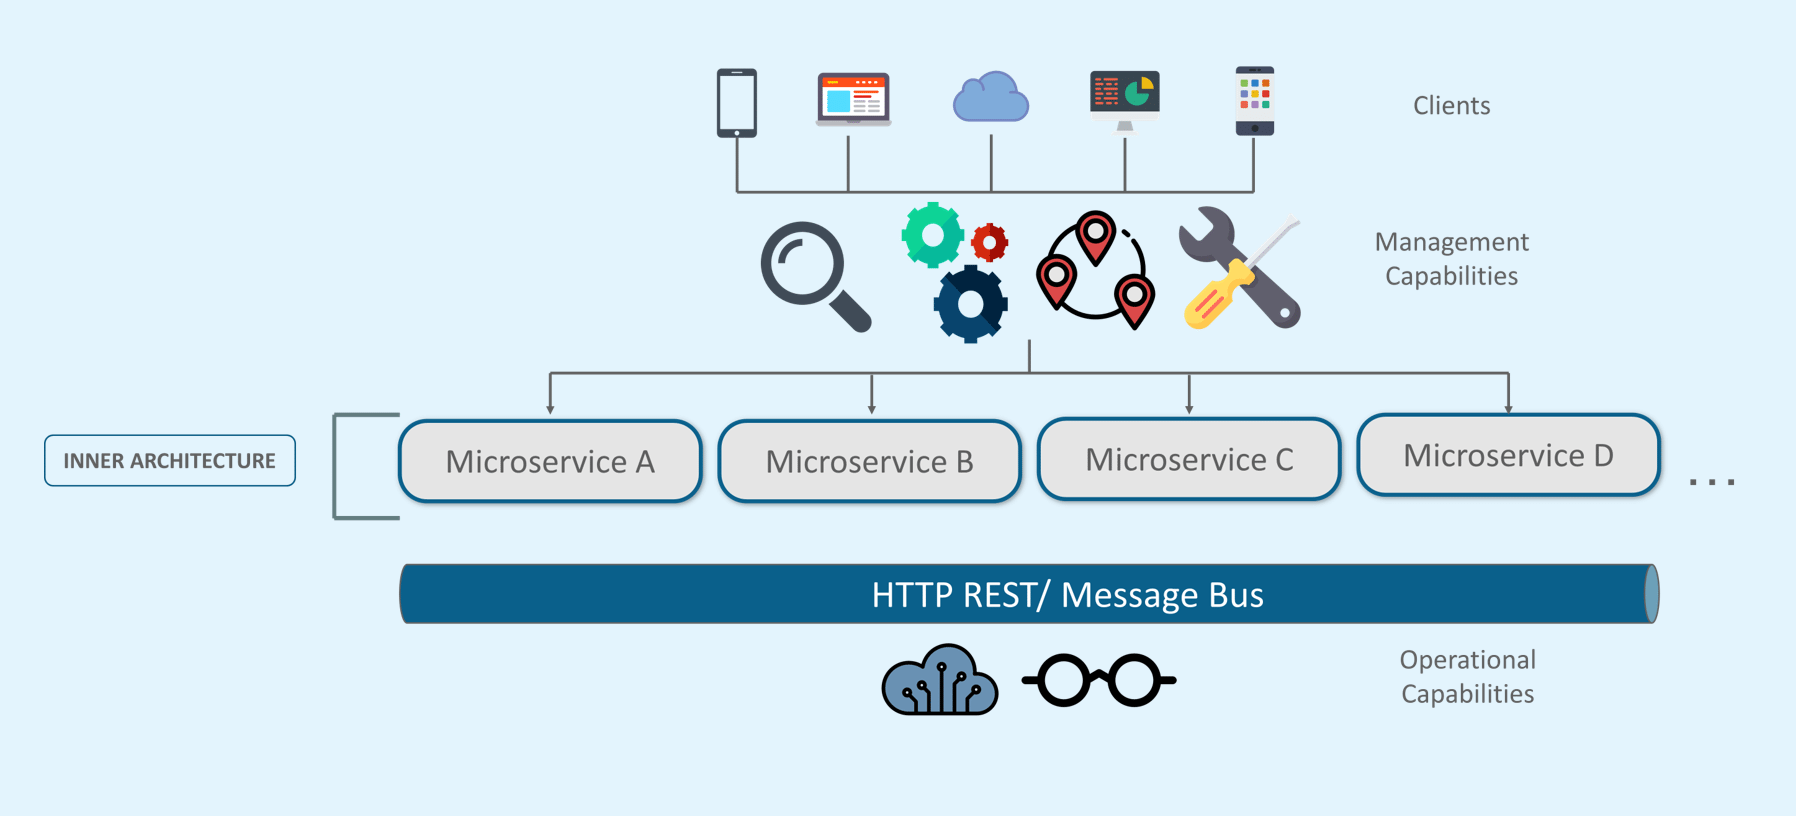 Clients
Management
Capabilities
INNER ARCHITECTURE
Microservice A
Microservice B
Microservice C
Microservice D
...
HTTP REST/ Message Bus
Operational
Capabilities